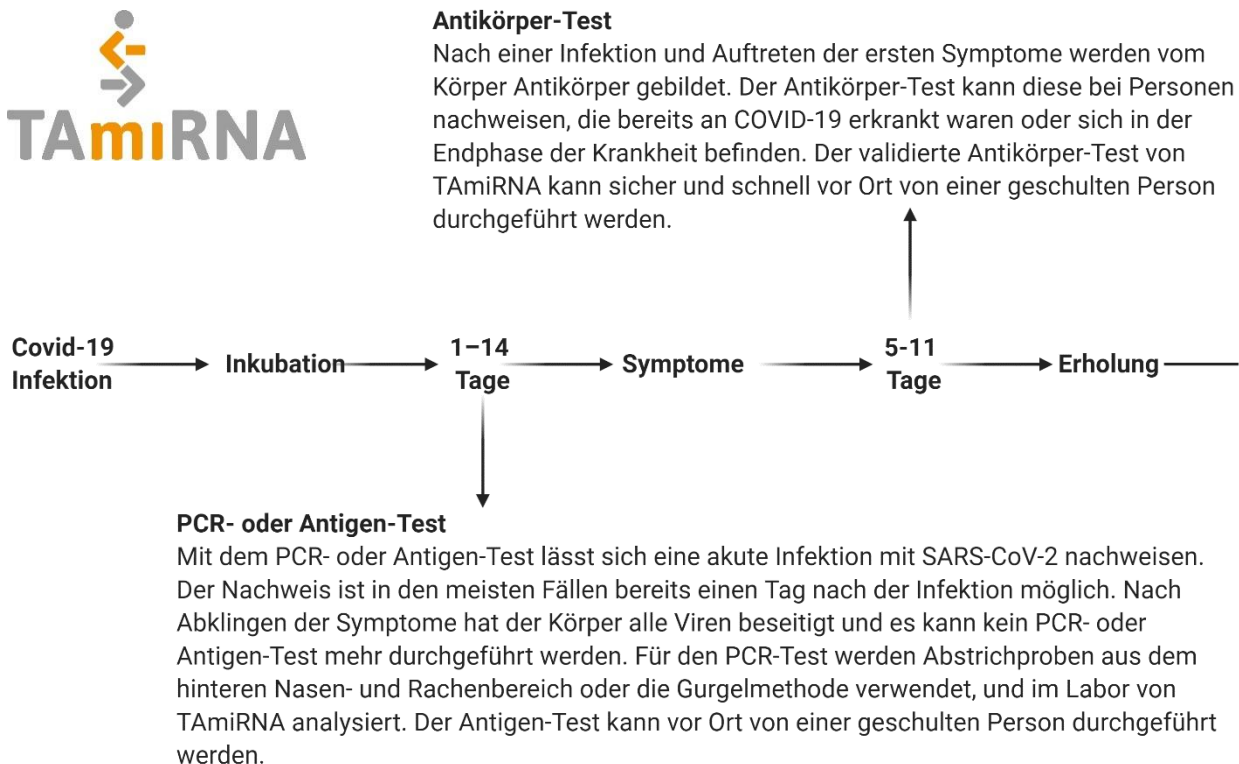 TAmiRNA
Antikörper-Test
Nach einer Infektion und Auftreten der ersten Symptome werden vom
Körper Antikörper gebildet. Der Antikörper-Test kann diese bei Personen
nachweisen, die bereits an COVID-19 erkrankt waren oder sich in der
Endphase der Krankheit befinden. Der validierte Antikörper-Test von
TAmiRNA kann sicher und schnell vor Ort von einer geschulten Person
durchgeführt werden.
Covid-19
Infektion
Inkubation
1–14
Tage
Symptome
5-11
Tage
Erholung
PCR- oder Antigen-Test
Mit dem PCR- oder Antigen-Test lässt sich eine akute Infektion mit SARS-CoV-2 nachweisen.
Der Nachweis ist in den meisten Fällen bereits einen Tag nach der Infektion möglich. Nach
Abklingen der Symptome hat der Körper alle Viren beseitigt und es kann kein PCR- oder
Antigen-Test mehr durchgeführt werden. Für den PCR-Test werden Abstrichproben aus dem
hinteren Nasen- und Rachenbereich oder die Gurgelmethode verwendet, und im Labor von
TAmiRNA analysiert. Der Antigen-Test kann vor Ort von einer geschulten Person durchgeführt
werden.